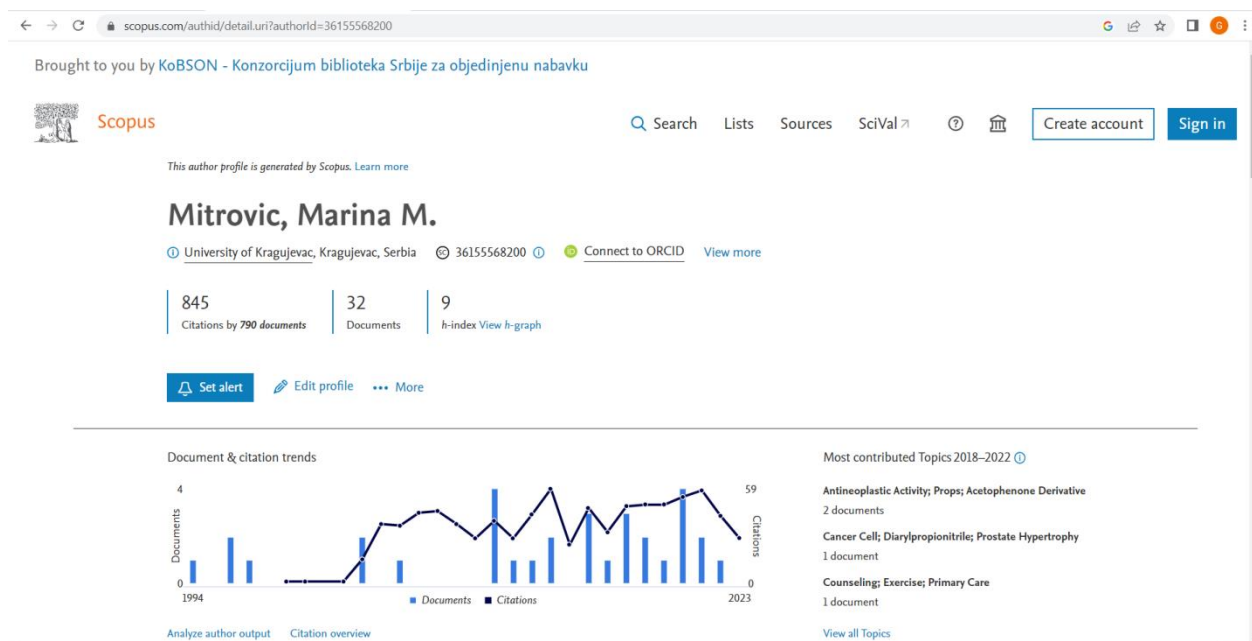 scopus.com/authid/detail.uri?authorId=36155568200
G
Brought to you by KoBSON - Konzorcijum biblioteka Srbije za objedinjenu nabavku
Scopus
Search Lists Sources SciVal Create account Sign in
This author profile is generated by Scopus. Learn more
Mitrovic, Marina M.
University of Kragujevac, Kragujevac, Serbia SC 36155568200 Connect to ORCID View more
845 32 9
Citations by 790 documents Documents h-index View h-graph
Set alert Edit profile More
Document & citation trends
4 59
Documents Citations
0 0
1994 2023
Documents Citations
Analyze author output Citation overview
Most contributed Topics 2018–2022
Antineoplastic Activity; Props; Acetophenone Derivative
2 documents
Cancer Cell; Diarylpropionitrile; Prostate Hypertrophy
1 document
Counseling; Exercise; Primary Care
1 document
View all Topics